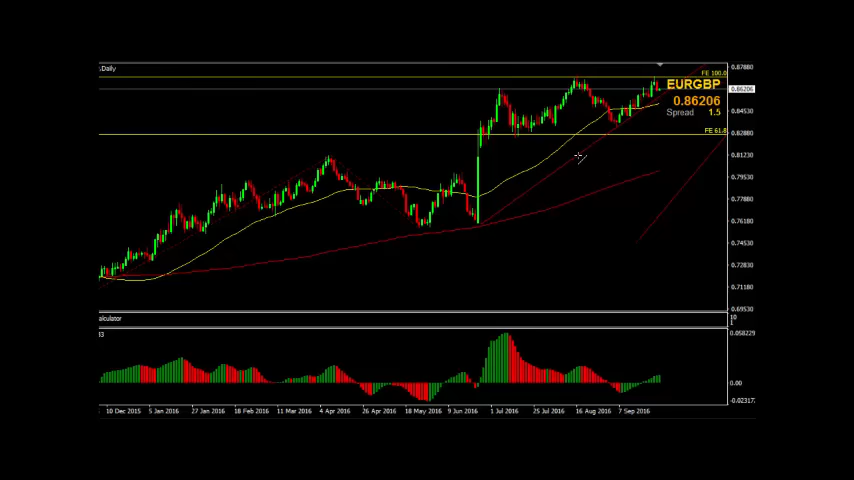 ,Daily
FE 100.0
EURGBP
0.86206
Spread 1.5
FE 61.8
0.87880
0.86206
0.84530
0.82880
0.81230
0.79530
0.77880
0.76180
0.74530
0.72830
0.71180
0.69530
alculator
10
1
33
0.058229
0.00
-0.02317
10 Dec 2015 5 Jan 2016 27 Jan 2016 18 Feb 2016 11 Mar 2016 4 Apr 2016 26 Apr 2016 18 May 2016 9 Jun 2016 1 Jul 2016 25 Jul 2016 16 Aug 2016 7 Sep 2016